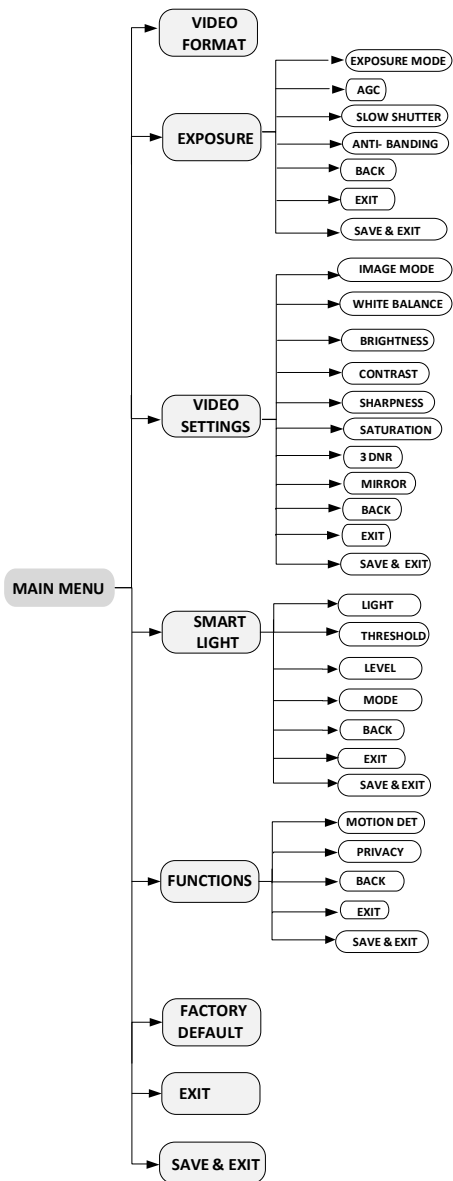 MAIN MENU
VIDEO
FORMAT
EXPOSURE
EXPOSURE MODE
AGC
SLOW SHUTTER
ANTI- BANDING
BACK
EXIT
SAVE & EXIT
VIDEO
SETTINGS
IMAGE MODE
WHITE BALANCE
BRIGHTNESS
CONTRAST
SHARPNESS
SATURATION
3 DNR
MIRROR
BACK
EXIT
SAVE & EXIT
SMART
LIGHT
LIGHT
THRESHOLD
LEVEL
MODE
BACK
EXIT
SAVE & EXIT
FUNCTIONS
MOTION DET
PRIVACY
BACK
EXIT
SAVE & EXIT
FACTORY
DEFAULT
EXIT
SAVE & EXIT